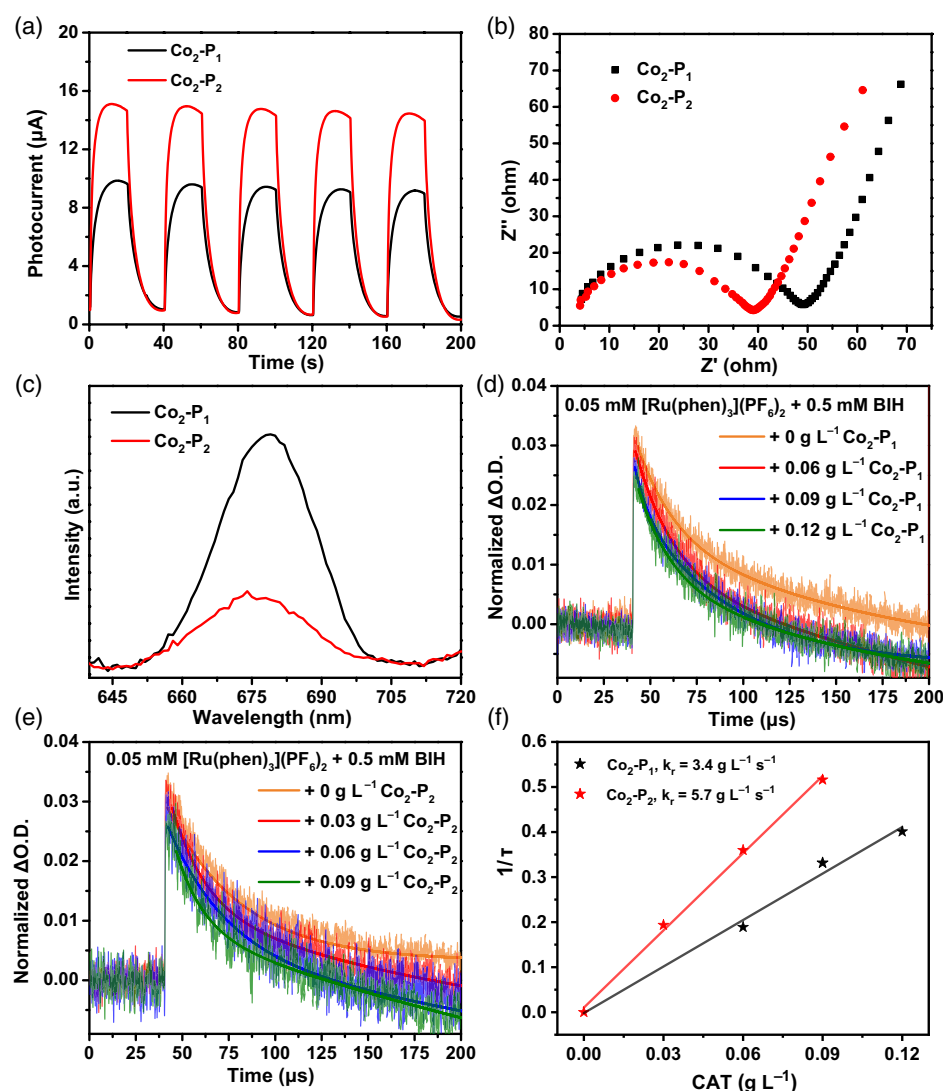 (a)
Co₂-P₁
Co₂-P₂
20
16
12
8
4
0
Photocurrent (µA)
0 40 80 120 160 200
Time (s)
(b)
Co₂-P₁
Co₂-P₂
70
60
50
40
30
20
10
0
Z'' (ohm)
0 10 20 30 40 50 60 70
Z' (ohm)
(c)
Co₂-P₁
Co₂-P₂
Intensity (a.u.)
645 660 675 690 705 720
Wavelength (nm)
(d)
0.05 mM [Ru(phen)₃](PF₆)₂ + 0.5 mM BIH
+ 0 g L⁻¹ Co₂-P₁
+ 0.06 g L⁻¹ Co₂-P₁
+ 0.09 g L⁻¹ Co₂-P₁
+ 0.12 g L⁻¹ Co₂-P₁
0.04
0.03
0.02
0.01
0.00
Normalized ΔO.D.
0 25 50 75 100 125 150 175 200
Time (µs)
(e)
0.05 mM [Ru(phen)₃](PF₆)₂ + 0.5 mM BIH
+ 0 g L⁻¹ Co₂-P₂
+ 0.03 g L⁻¹ Co₂-P₂
+ 0.06 g L⁻¹ Co₂-P₂
+ 0.09 g L⁻¹ Co₂-P₂
0.04
0.03
0.02
0.01
0.00
Normalized ΔO.D.
0 25 50 75 100 125 150 175 200
Time (µs)
(f)
Co₂-P₁, kᵣ = 3.4 g L⁻¹ s⁻¹
Co₂-P₂, kᵣ = 5.7 g L⁻¹ s⁻¹
0.6
0.5
0.4
0.3
0.2
0.1
0.0
1/ τ
0.00 0.03 0.06 0.09 0.12
CAT (g L⁻¹)